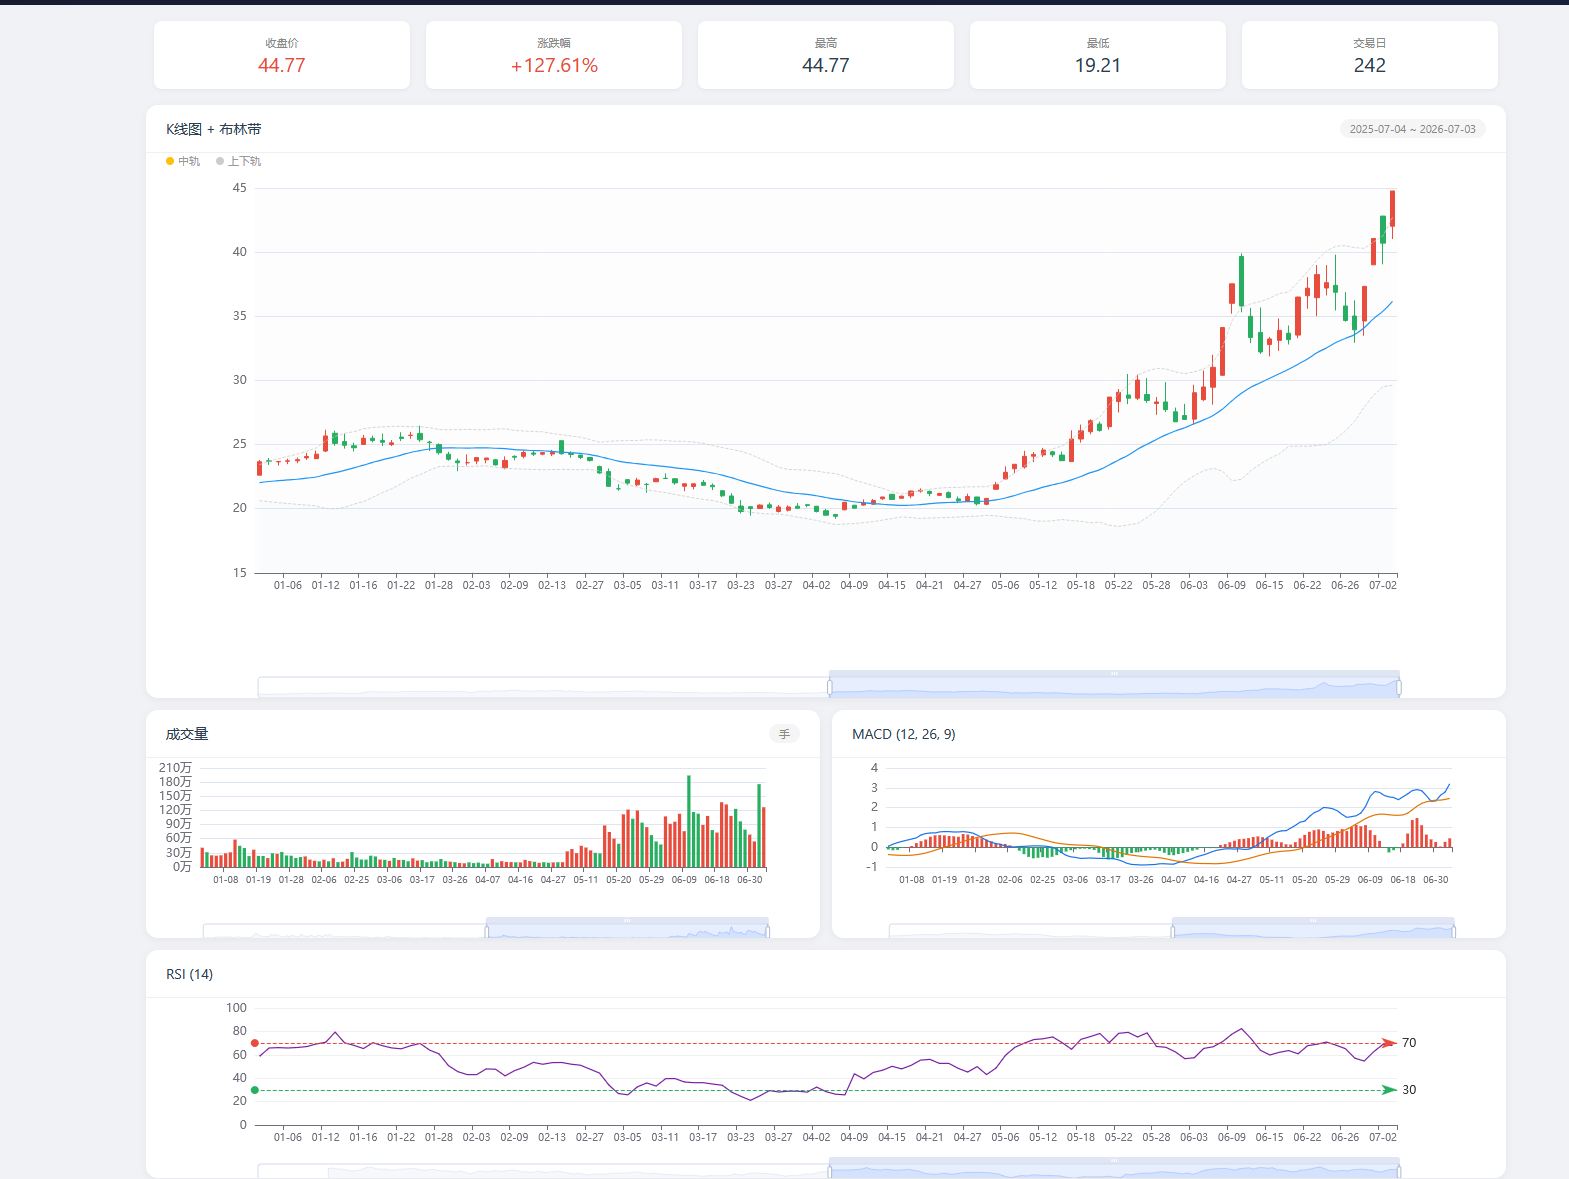 收盘价
44.77
涨跌幅
+127.61%
最高
44.77
最低
19.21
交易日
242
K线图 + 布林带
2025-07-04 ~ 2026-07-03
中轨 上下轨
45
40
35
30
25
20
15
01-06 01-12 01-16 01-22 01-28 02-03 02-09 02-13 02-27 03-05 03-11 03-17 03-23 03-27 04-02 04-09 04-15 04-21 04-27 05-06 05-12 05-18 05-22 05-28 06-03 06-09 06-15 06-22 06-26 07-02
成交量
手
210万
180万
150万
120万
90万
60万
30万
0万
01-08 01-19 01-28 02-06 02-25 03-06 03-17 03-26 04-07 04-16 04-27 05-11 05-20 05-29 06-09 06-18 06-30
MACD (12, 26, 9)
4
3
2
1
0
-1
01-08 01-19 01-28 02-06 02-25 03-06 03-17 03-26 04-07 04-16 04-27 05-11 05-20 05-29 06-09 06-18 06-30
RSI (14)
100
80
60
40
20
0
70
30
01-06 01-12 01-16 01-22 01-28 02-03 02-09 02-13 02-27 03-05 03-11 03-17 03-23 03-27 04-02 04-09 04-15 04-21 04-27 05-06 05-12 05-18 05-22 05-28 06-03 06-09 06-15 06-22 06-26 07-02